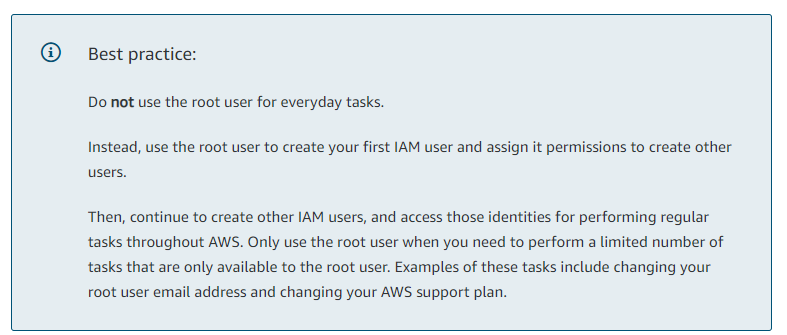 Best practice:
Do not use the root user for everyday tasks.
Instead, use the root user to create your first IAM user and assign it permissions to create other
users.
Then, continue to create other IAM users, and access those identities for performing regular
tasks throughout AWS. Only use the root user when you need to perform a limited number of
tasks that are only available to the root user. Examples of these tasks include changing your
root user email address and changing your AWS support plan.